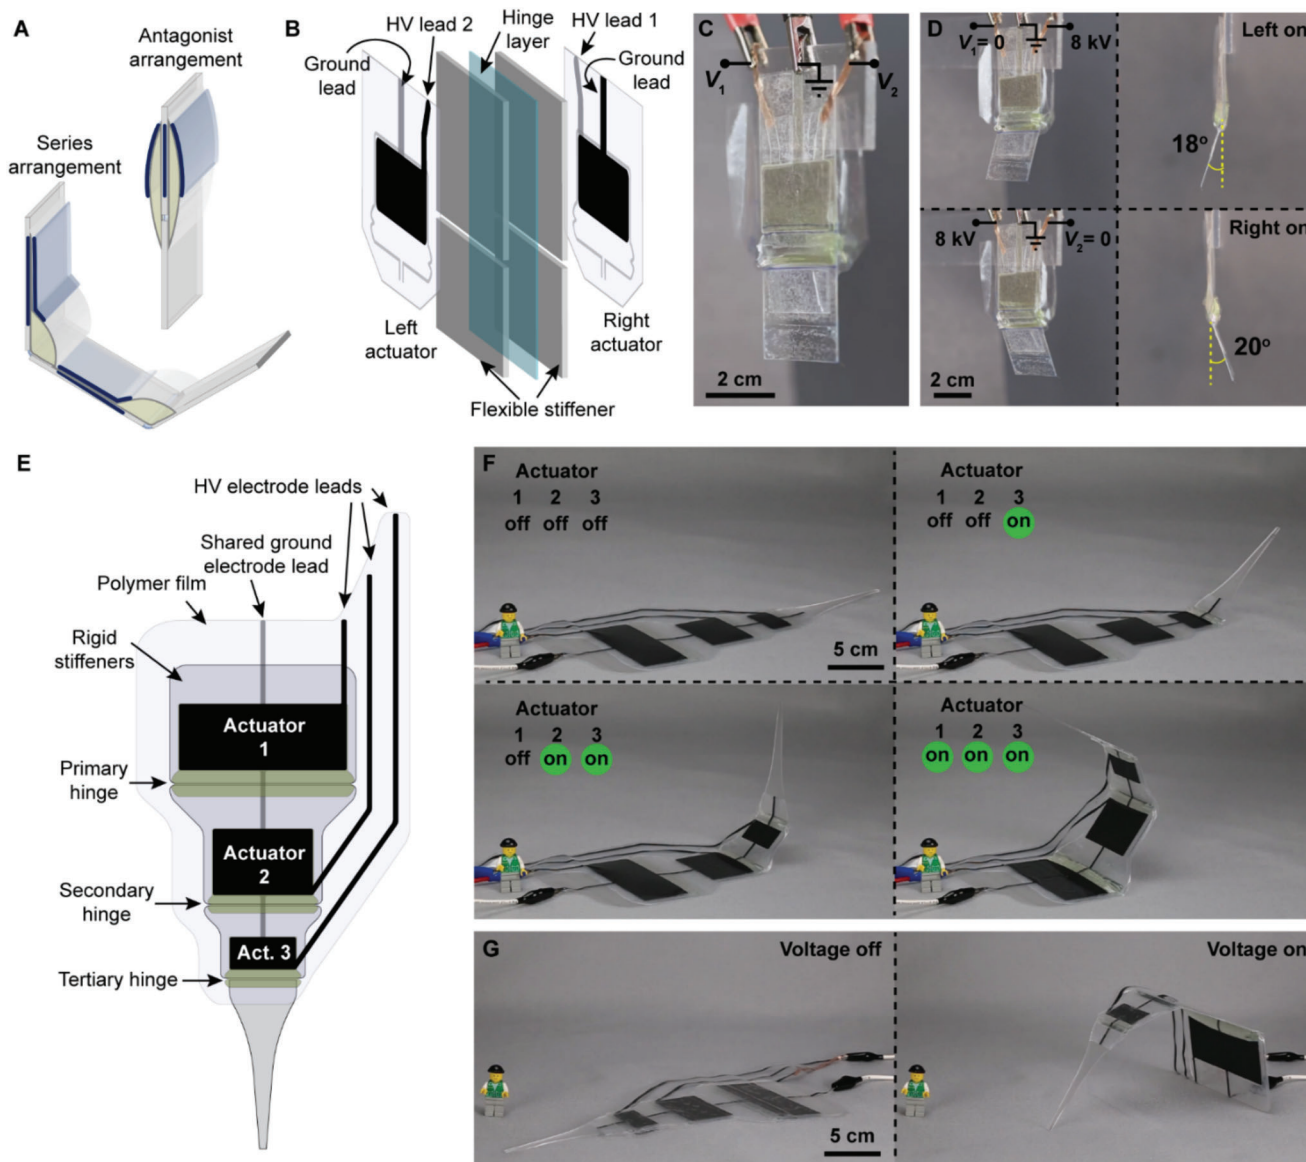 A
Antagonist
arrangement
Series
arrangement
B
HV lead 2
Hinge
layer
HV lead 1
Ground
lead
Ground
lead
Left
actuator
Right
actuator
Flexible stiffener
C
V1
V2
2 cm
D
V1 = 0
8 kV
Left on
18°
8 kV
V2 = 0
Right on
20°
2 cm
E
HV electrode leads
Shared ground
electrode lead
Polymer film
Rigid
stiffeners
Actuator
1
Primary
hinge
Actuator
2
Secondary
hinge
Act. 3
Tertiary hinge
F
Actuator
1 2 3
off off off
5 cm
Actuator
1 2 3
off off on
Actuator
1 2 3
off on on
Actuator
1 2 3
on on on
G
Voltage off
5 cm
Voltage on